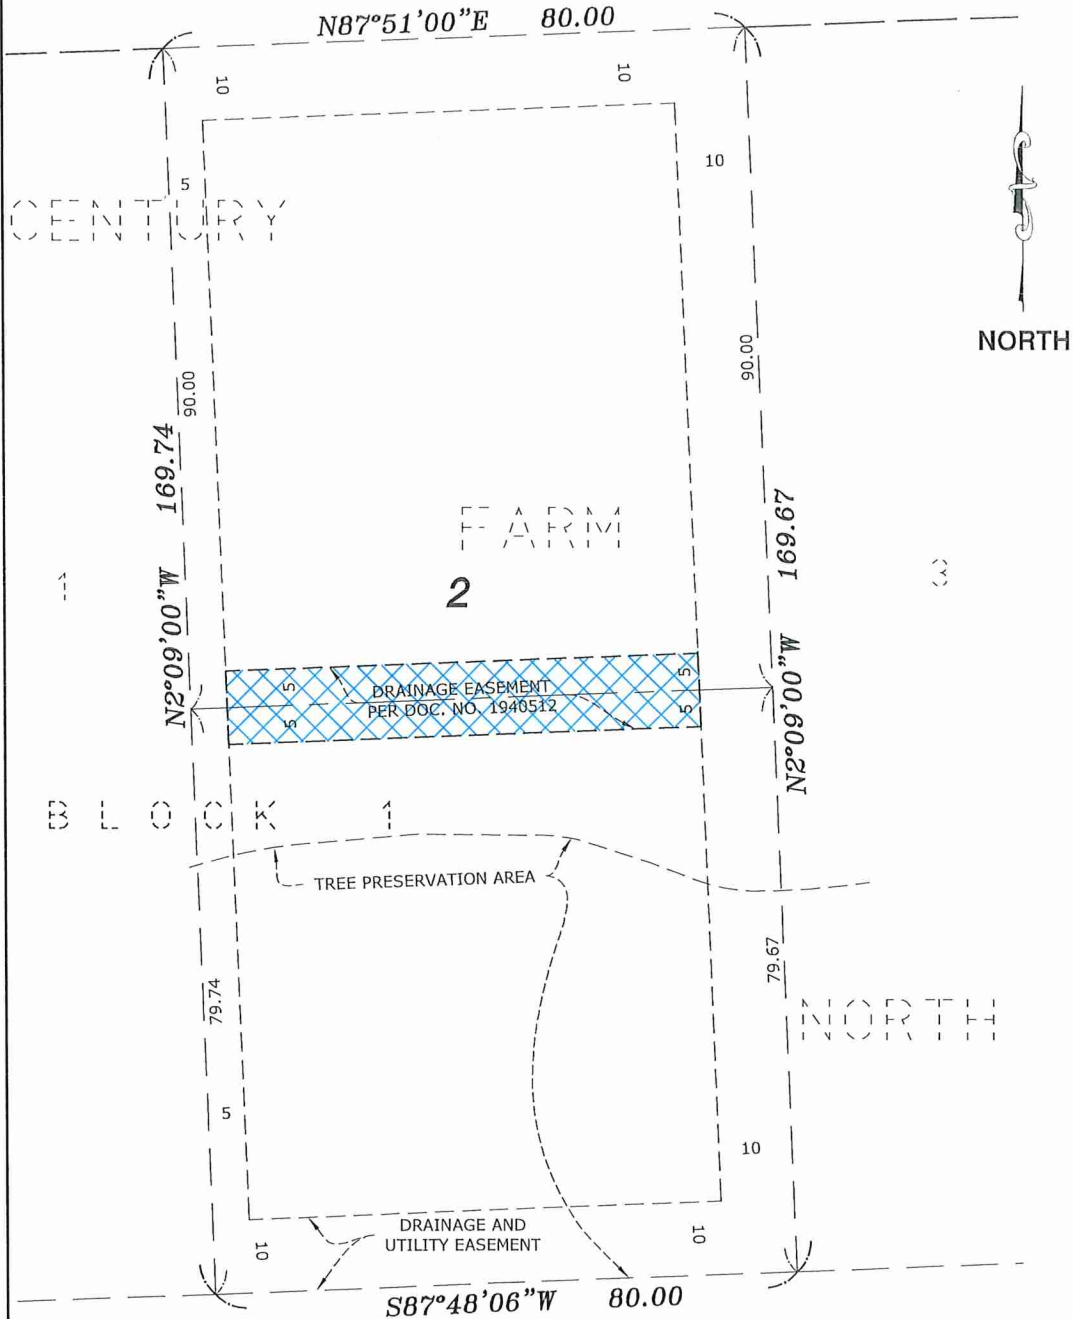 N87°51'00"E 80.00
10
10
10
5
CENTURY
NORTH
90.00
90.00
N2°09'00"W 169.74
N2°09'00"W 169.67
FARM
1
2
3
5
5
DRAINAGE EASEMENT
PER DOC. NO. 1940512
5
5
BLOCK 1
TREE PRESERVATION AREA
79.74
79.67
NORTH
5
10
10
10
DRAINAGE AND
UTILITY EASEMENT
S87°48'06"W 80.00